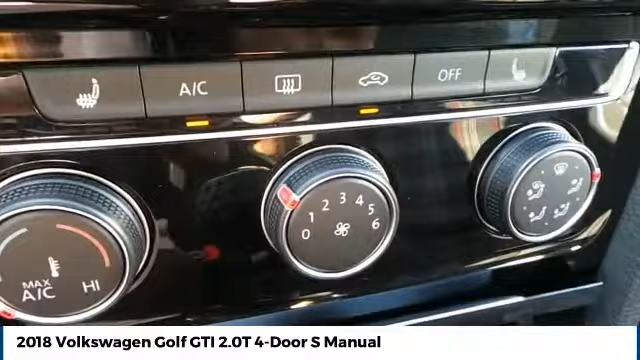 A/C
OFF
0 1 2 3 4 5 6
MAX
A/C
HI
2018 Volkswagen Golf GTI 2.0T 4-Door S Manual